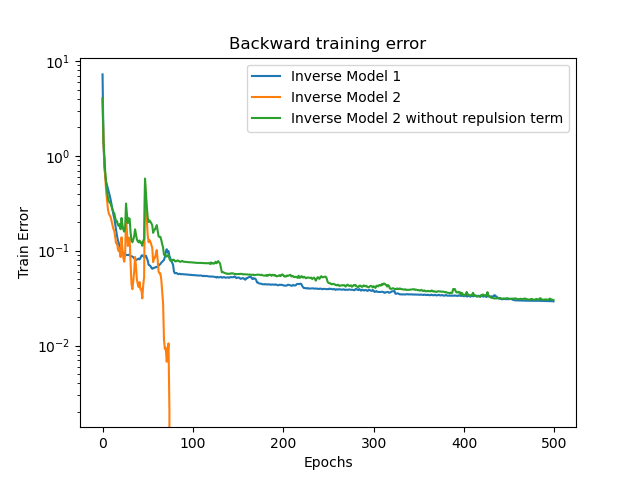 Backward training error
Inverse Model 1
Inverse Model 2
Inverse Model 2 without repulsion term
Train Error
10¹
10⁰
10⁻¹
10⁻²
0 100 200 300 400 500
Epochs